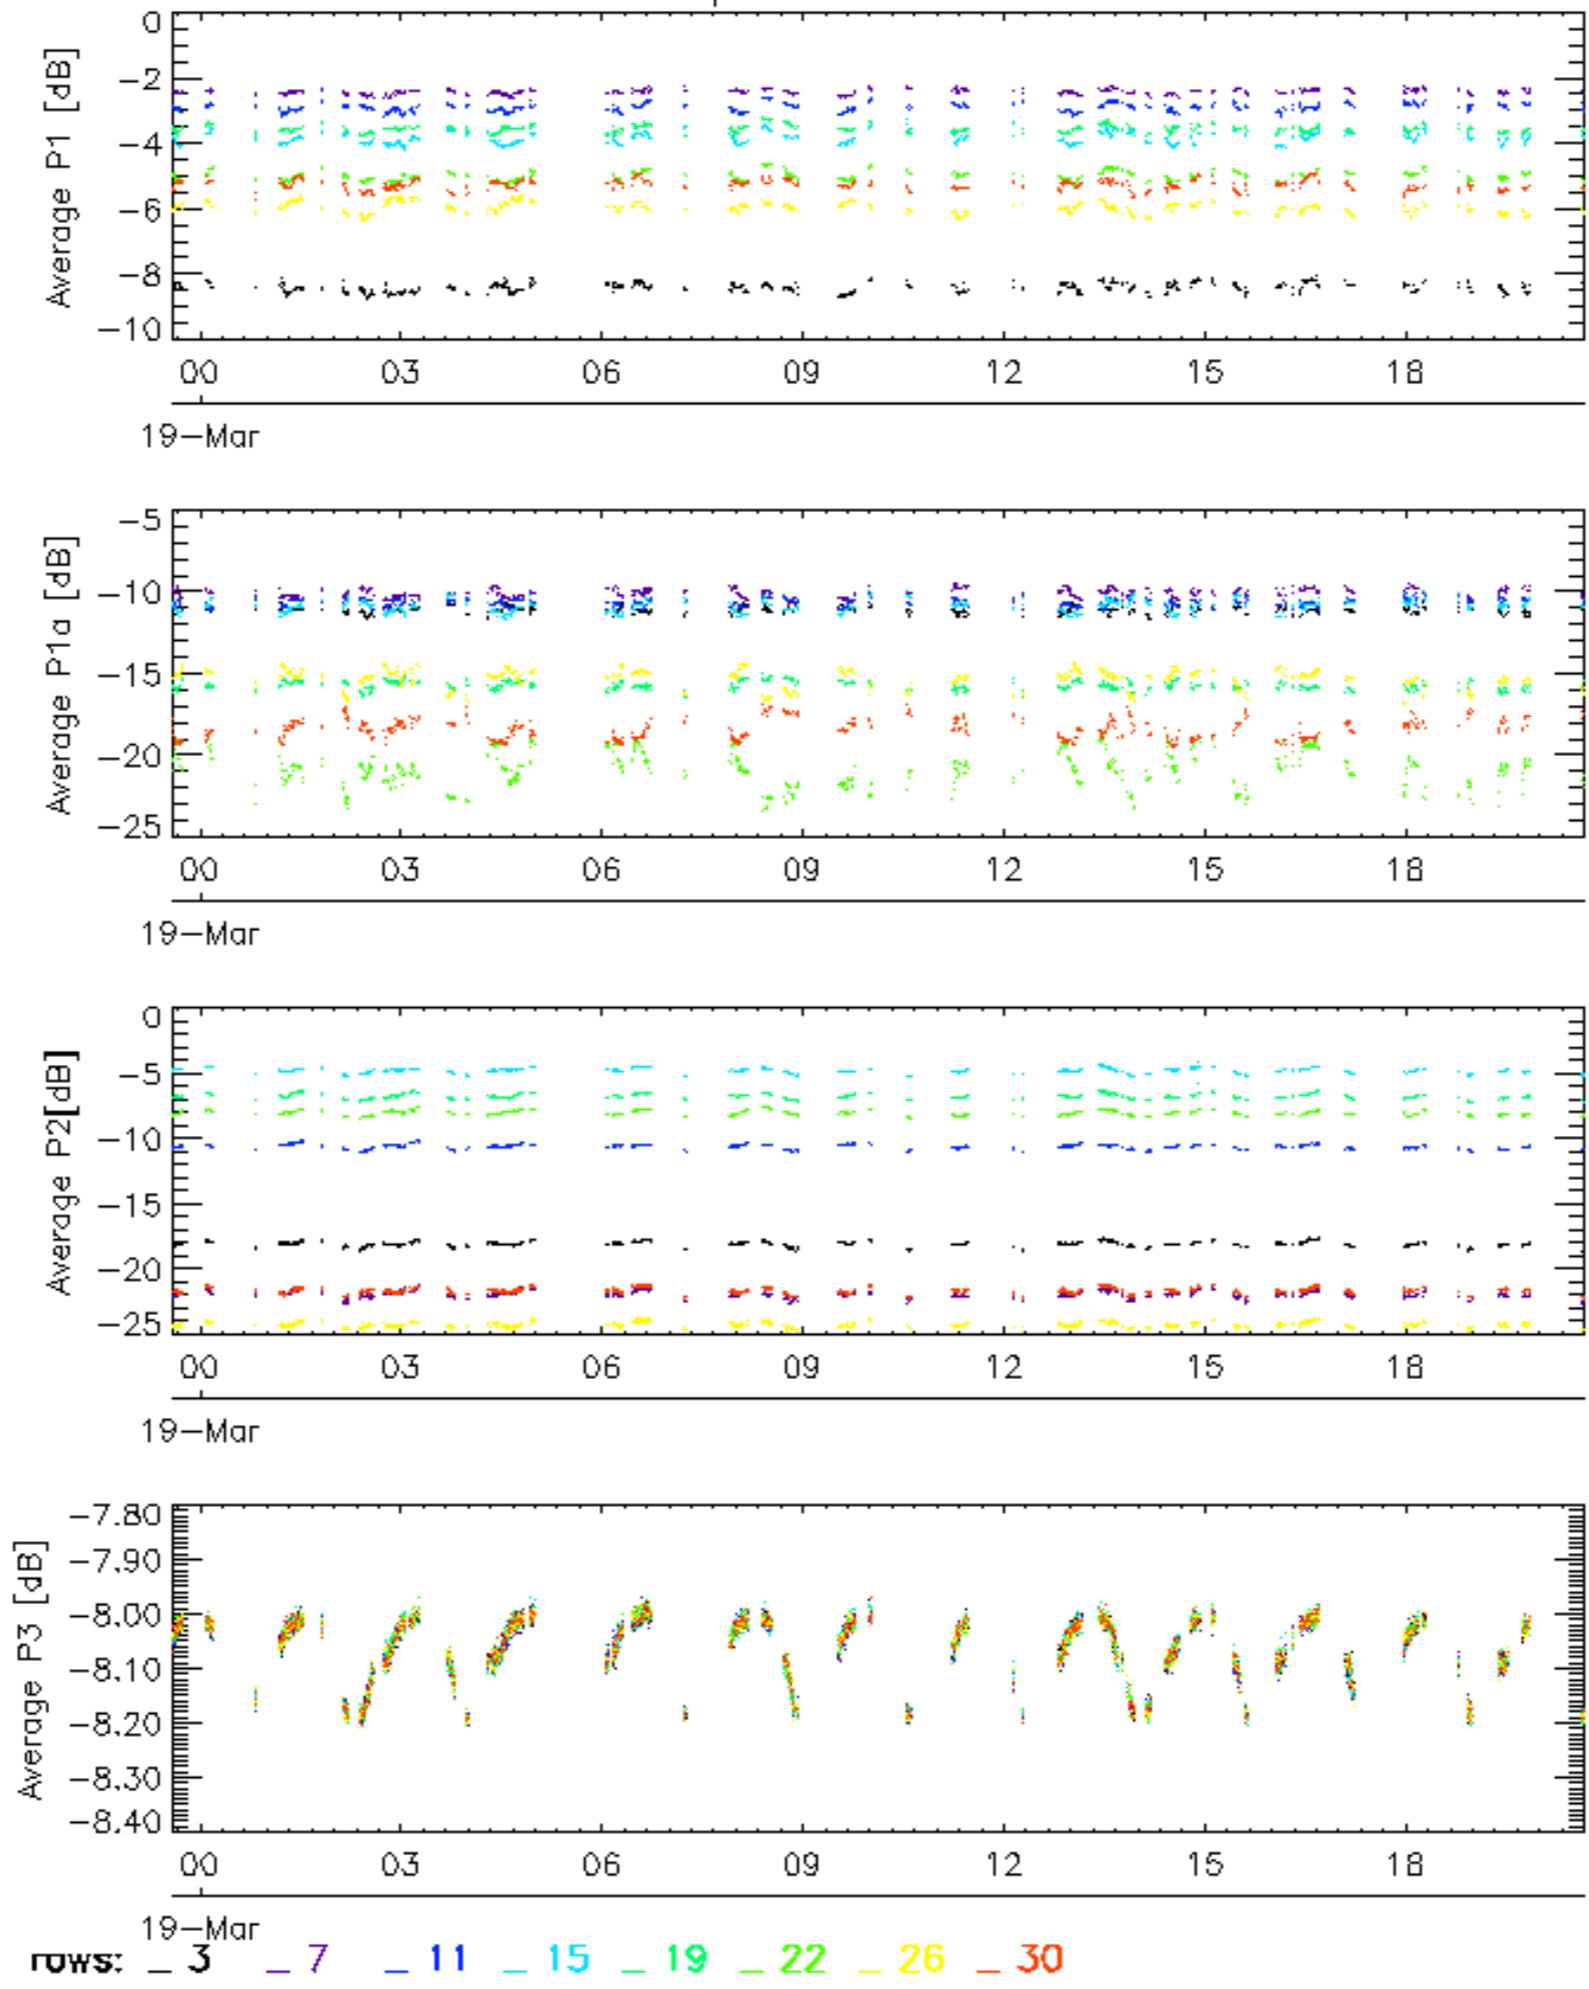 Average P1 [dB]
0
−2
−4
−6
−8
−10
00 03 06 09 12 15 18
19−Mar
Average P1a [dB]
−5
−10
−15
−20
−25
00 03 06 09 12 15 18
19−Mar
Average P2[dB]
0
−5
−10
−15
−20
−25
00 03 06 09 12 15 18
19−Mar
Average P3 [dB]
−7.80
−7.90
−8.00
−8.10
−8.20
−8.30
−8.40
00 03 06 09 12 15 18
19−Mar
rows: _ 3 _ 7 _ 11 _ 15 _ 19 _ 22 _ 26 _ 30